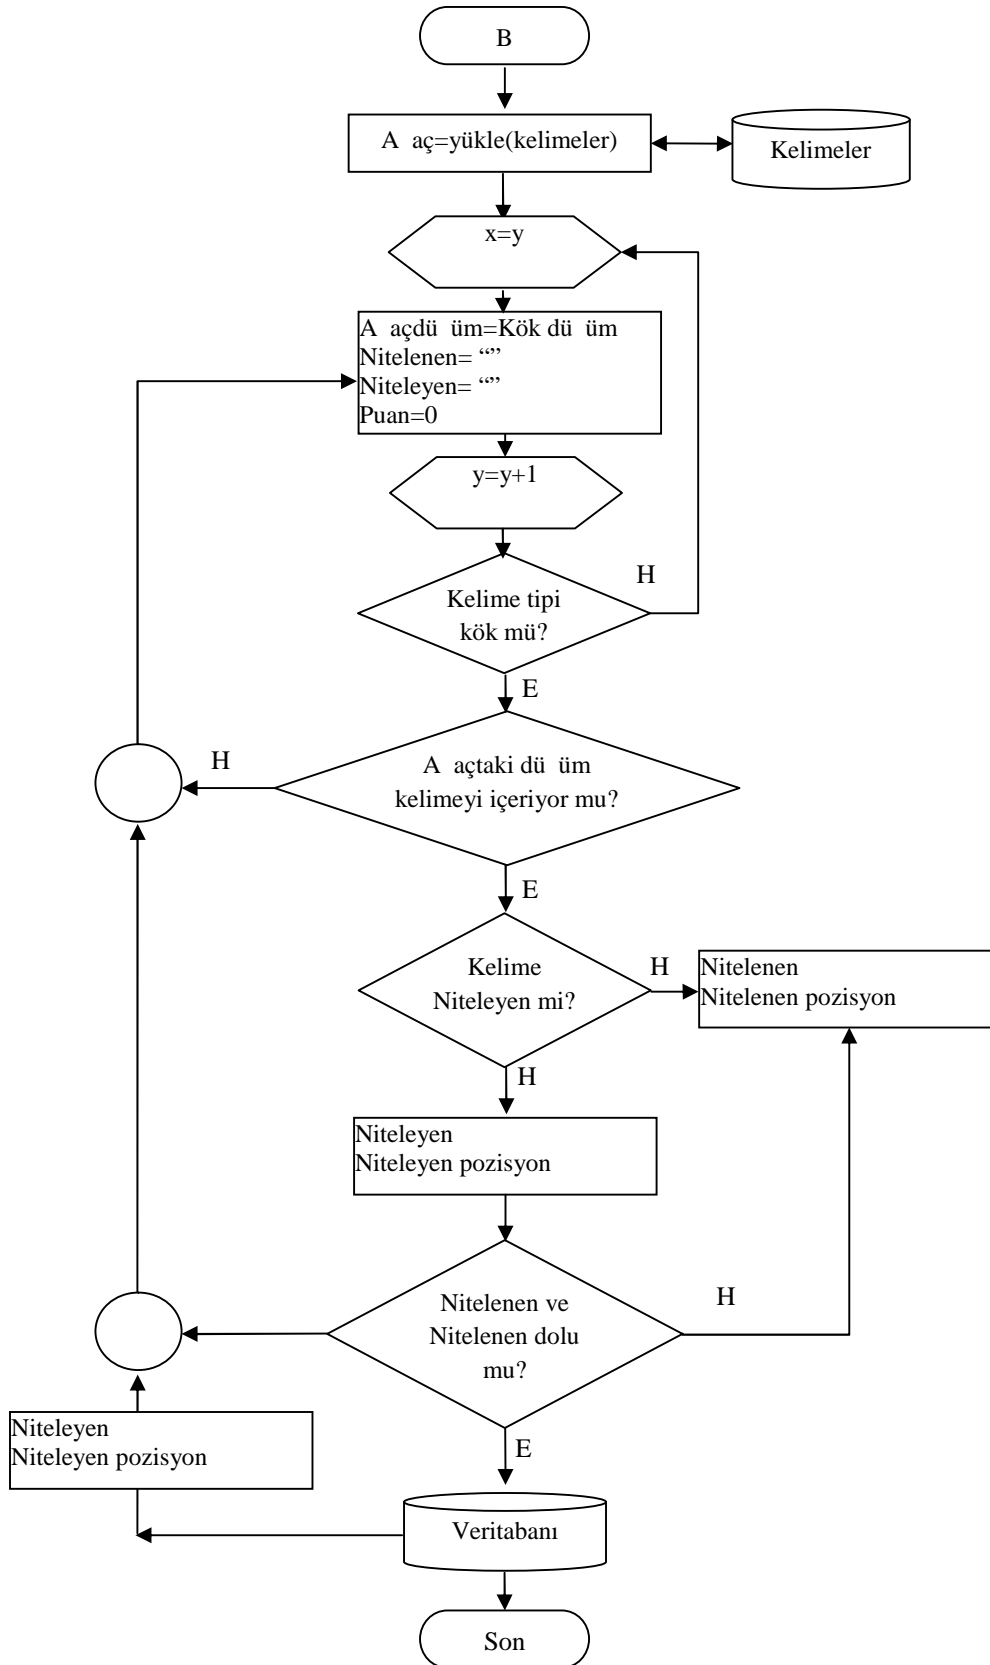 B
A aç=yükle(kelimeler)
Kelimeler
x=y
A açdü üm=Kök dü üm
Nitelenen= “”
Niteleyen= “”
Puan=0
y=y+1
H
Kelime tipi
kök mü?
E
H
A açtaki dü üm
kelimeyi içeriyor mu?
E
Kelime
Niteleyen mi?
H
Nitelenen
Nitelenen pozisyon
H
Niteleyen
Niteleyen pozisyon
Nitelenen ve
Nitelenen dolu
mu?
H
Niteleyen
Niteleyen pozisyon
E
Veritabanı
Son